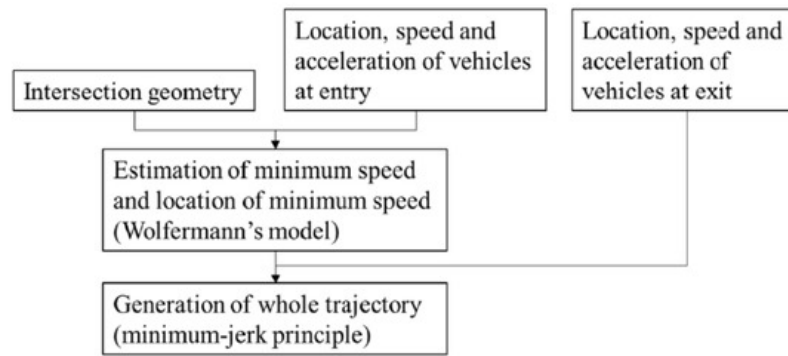 Intersection geometry
Location, speed and
acceleration of vehicles
at entry
Location, speed and
acceleration of
vehicles at exit
Estimation of minimum speed
and location of minimum speed
(Wolfermann's model)
Generation of whole trajectory
(minimum-jerk principle)